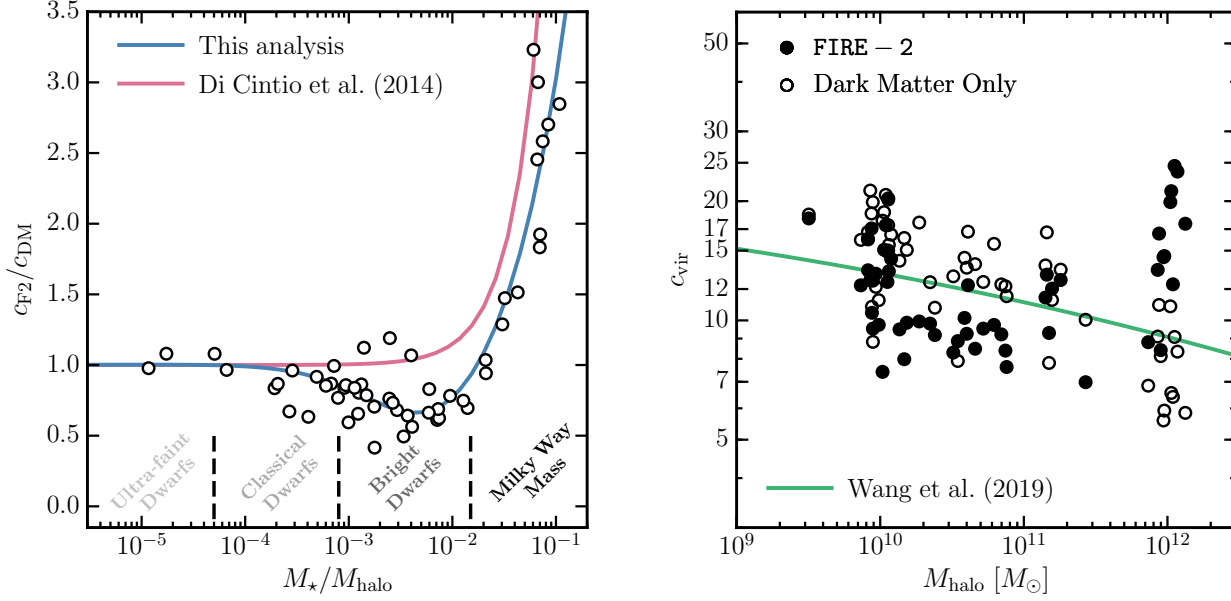 3.5
3.0
2.5
2.0
1.5
1.0
0.5
0.0
c_F2/c_DM
This analysis
Di Cintio et al. (2014)
Ultra-faint
Dwarfs
Classical
Dwarfs
Bright
Dwarfs
Milky Way
Mass
10^−5
10^−4
10^−3
10^−2
10^−1
M_⋆/M_halo
50
30
25
20
17
15
12
10
7
5
c_vir
FIRE − 2
Dark Matter Only
Wang et al. (2019)
10^9
10^10
10^11
10^12
M_halo [M_⊙]